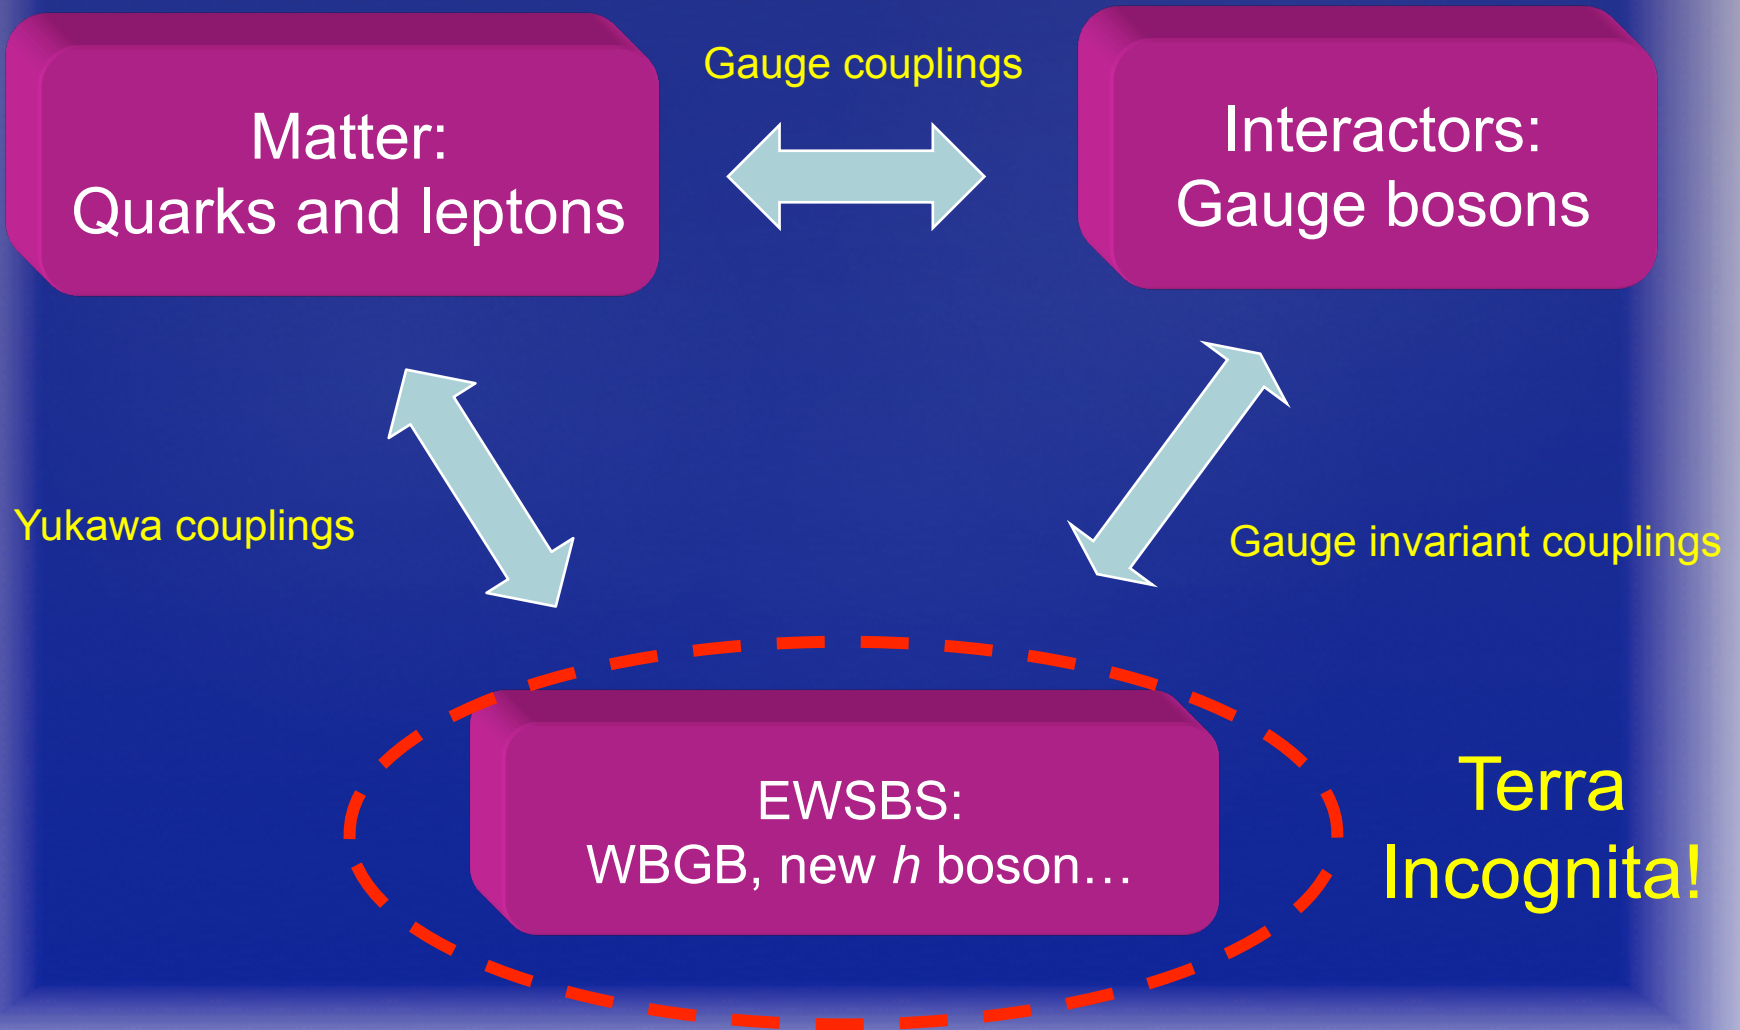 Gauge couplings
Matter:
Quarks and leptons
Interactors:
Gauge bosons
Yukawa couplings
Gauge invariant couplings
EWSBS:
WBGB, new h boson…
Terra
Incognita!